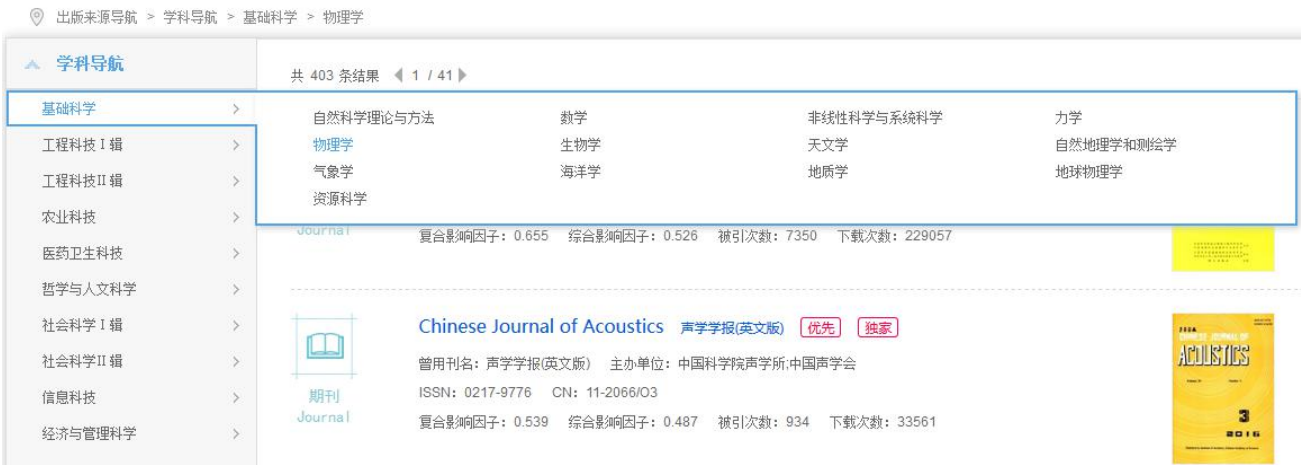 出版来源导航 > 学科导航 > 基础科学 > 物理学
学科导航
共 403 条结果 1 / 41
基础科学
工程科技 I 辑
工程科技II 辑
农业科技
医药卫生科技
哲学与人文科学
社会科学 I 辑
社会科学II 辑
信息科技
经济与管理科学
自然科学理论与方法 数学 非线性科学与系统科学 力学
物理学 生物学 天文学 自然地理学和测绘学
气象学 海洋学 地质学 地球物理学
资源科学
Journal
复合影响因子：0.655 综合影响因子：0.526 被引次数：7350 下载次数：229057
期刊
Journal
Chinese Journal of Acoustics 声学学报(英文版) 优先 独家
曾用刊名：声学学报(英文版) 主办单位：中国科学院声学所;中国声学会
ISSN：0217-9776 CN：11-2066/O3
复合影响因子：0.539 综合影响因子：0.487 被引次数：934 下载次数：33561
CHINESE JOURNAL OF
ACOUSTICS
3
2016